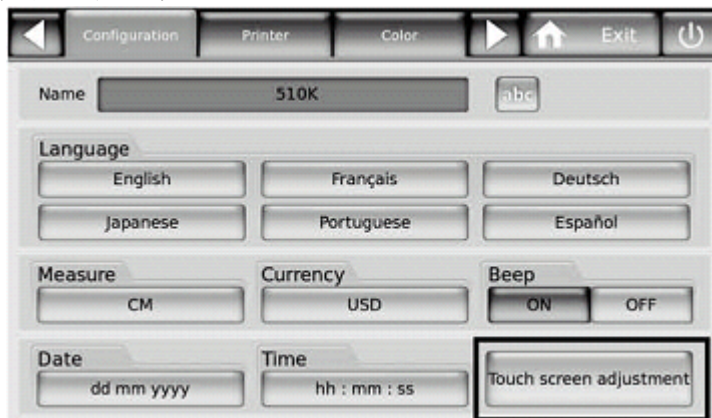 Configuration Printer Color Exit
Name 510K abc
Language
English Français Deutsch
Japanese Portuguese Español
Measure Currency Beep
CM USD ON OFF
Date Time
dd mm yyyy hh : mm : ss Touch screen adjustment